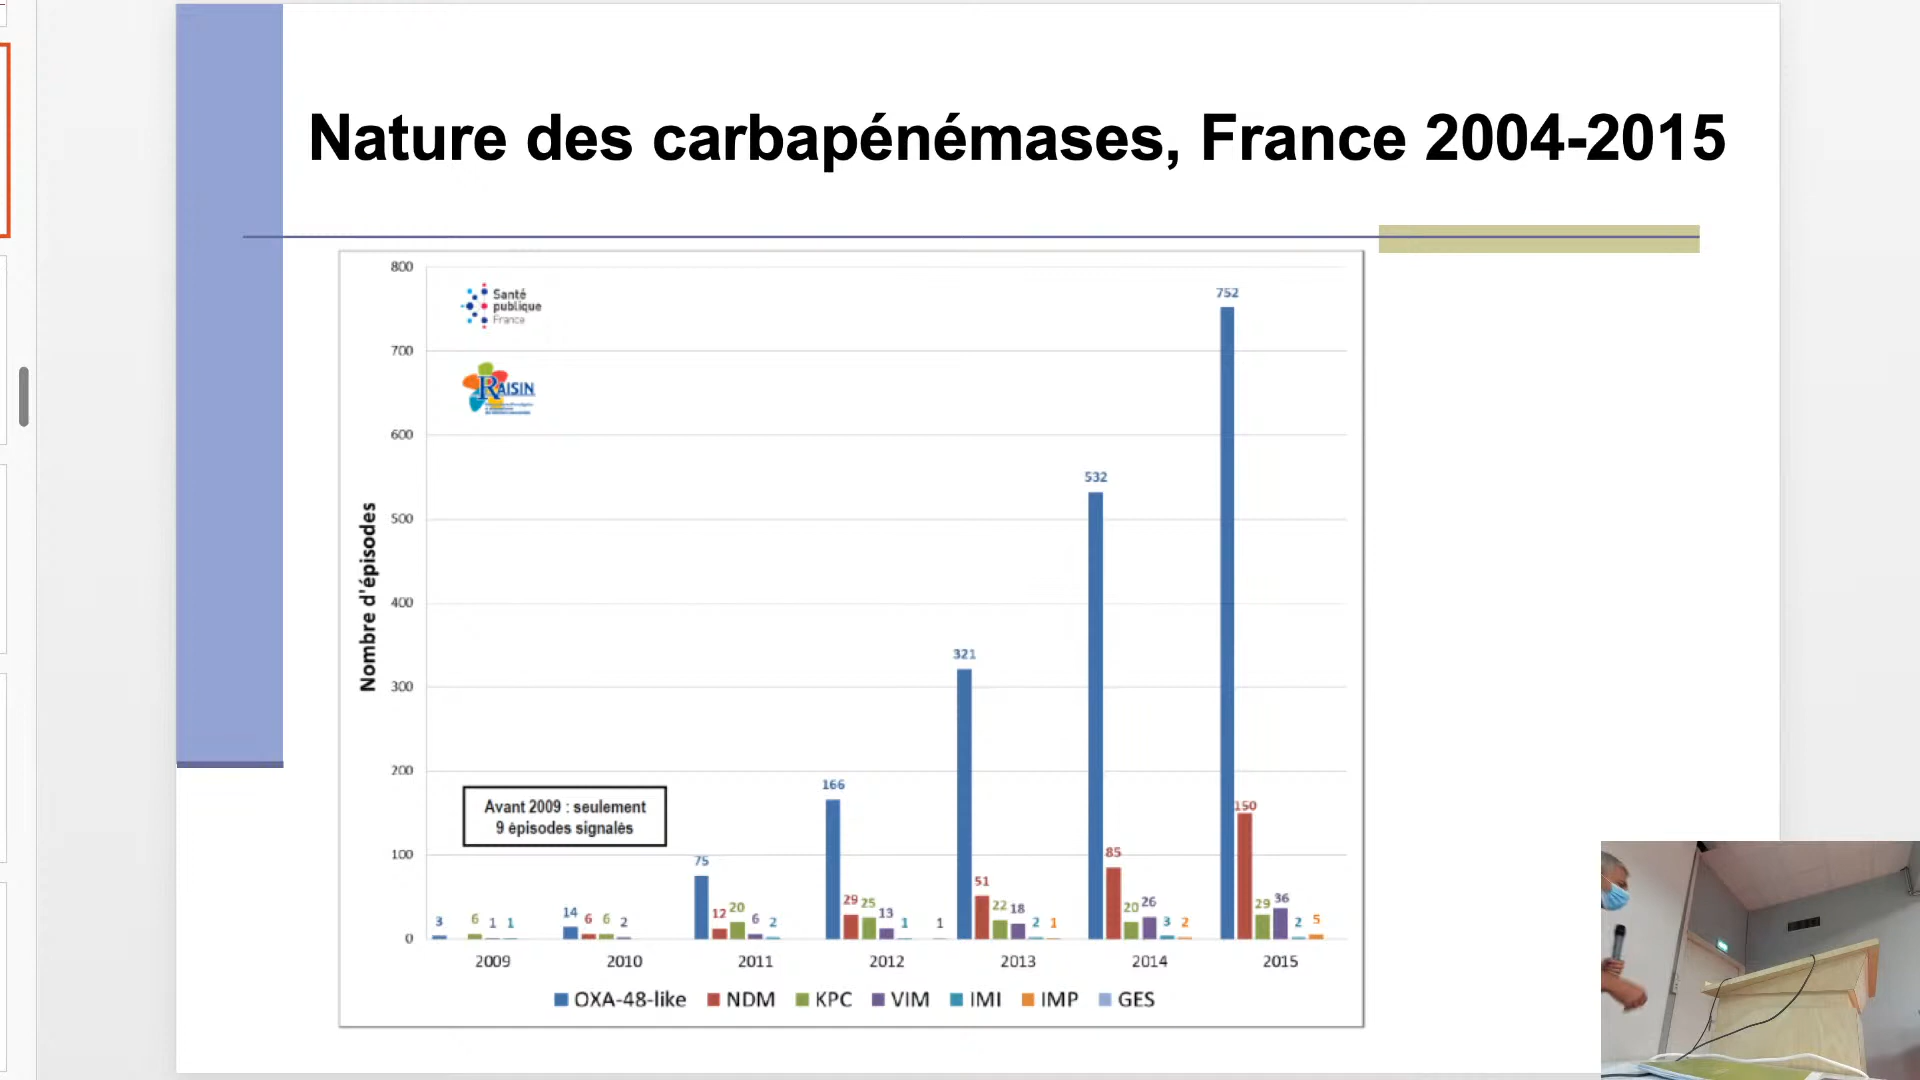 Nature des carbapénémases, France 2004-2015
800
Santé
publique
France
752
700
RAISIN
600
532
500
Nombre d'épisodes
400
321
300
200
166
Avant 2009 : seulement
9 épisodes signalés
150
100
75
85
3 6 1 1
14 6 6 2
12 20 6 2
29 25 13 1 1
51 22 18 2 1
20 26 3 2
29 36 2 5
0
2009 2010 2011 2012 2013 2014 2015
OXA-48-like NDM KPC VIM IMI IMP GES